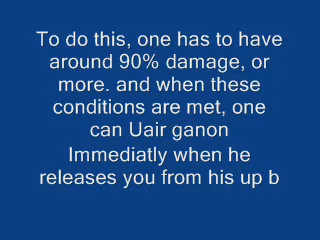 To do this, one has to have
around 90% damage, or
more. and when these
conditions are met, one
can Uair ganon
Immediatly when he
releases you from his up b